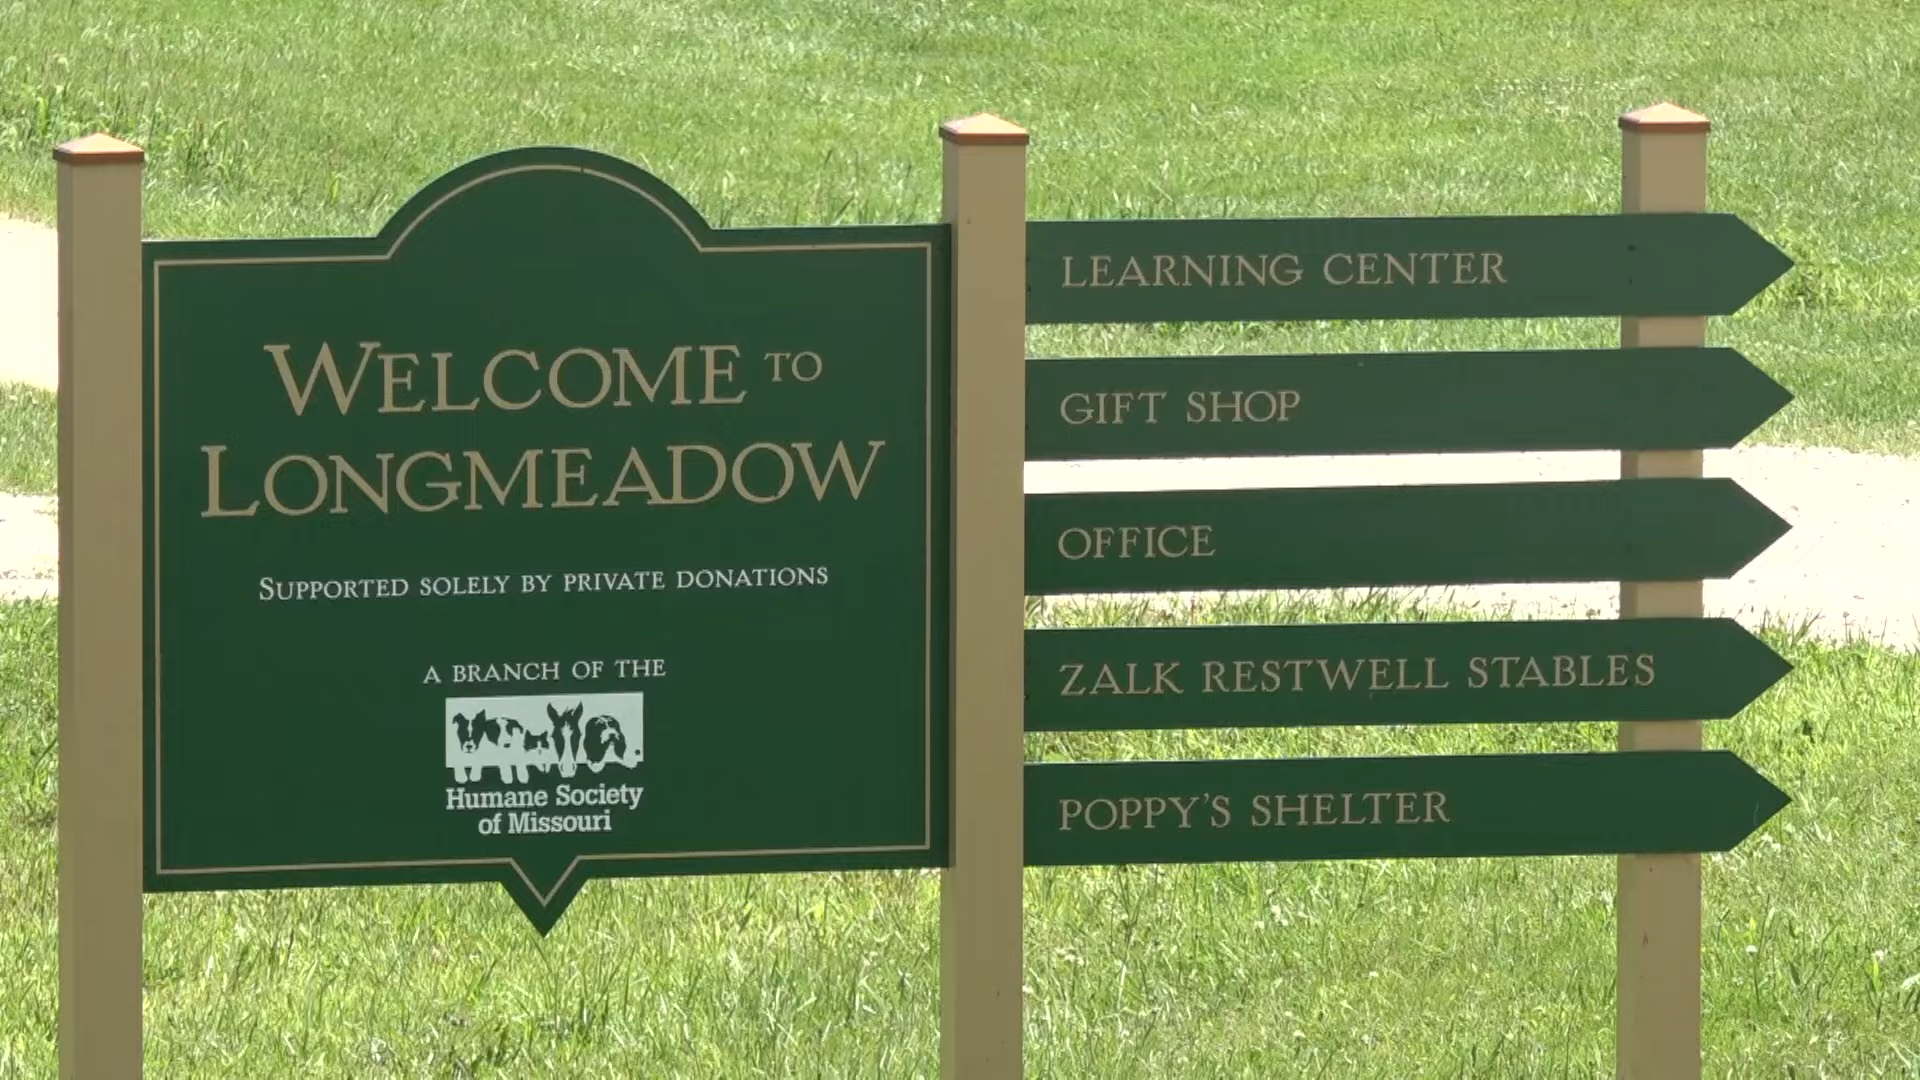 WELCOME TO
LONGMEADOW
SUPPORTED SOLELY BY PRIVATE DONATIONS
A BRANCH OF THE
Humane Society
of Missouri
LEARNING CENTER
GIFT SHOP
OFFICE
ZALK RESTWELL STABLES
POPPY'S SHELTER